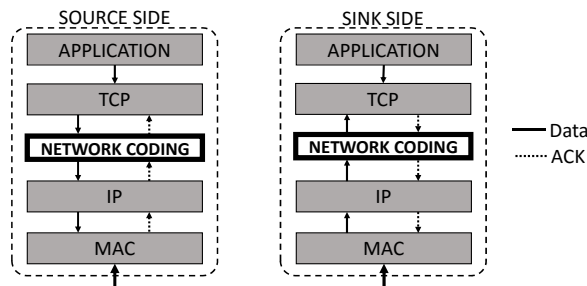 SOURCE SIDE
APPLICATION
TCP
NETWORK CODING
IP
MAC
SINK SIDE
APPLICATION
TCP
NETWORK CODING
IP
MAC
Data
ACK